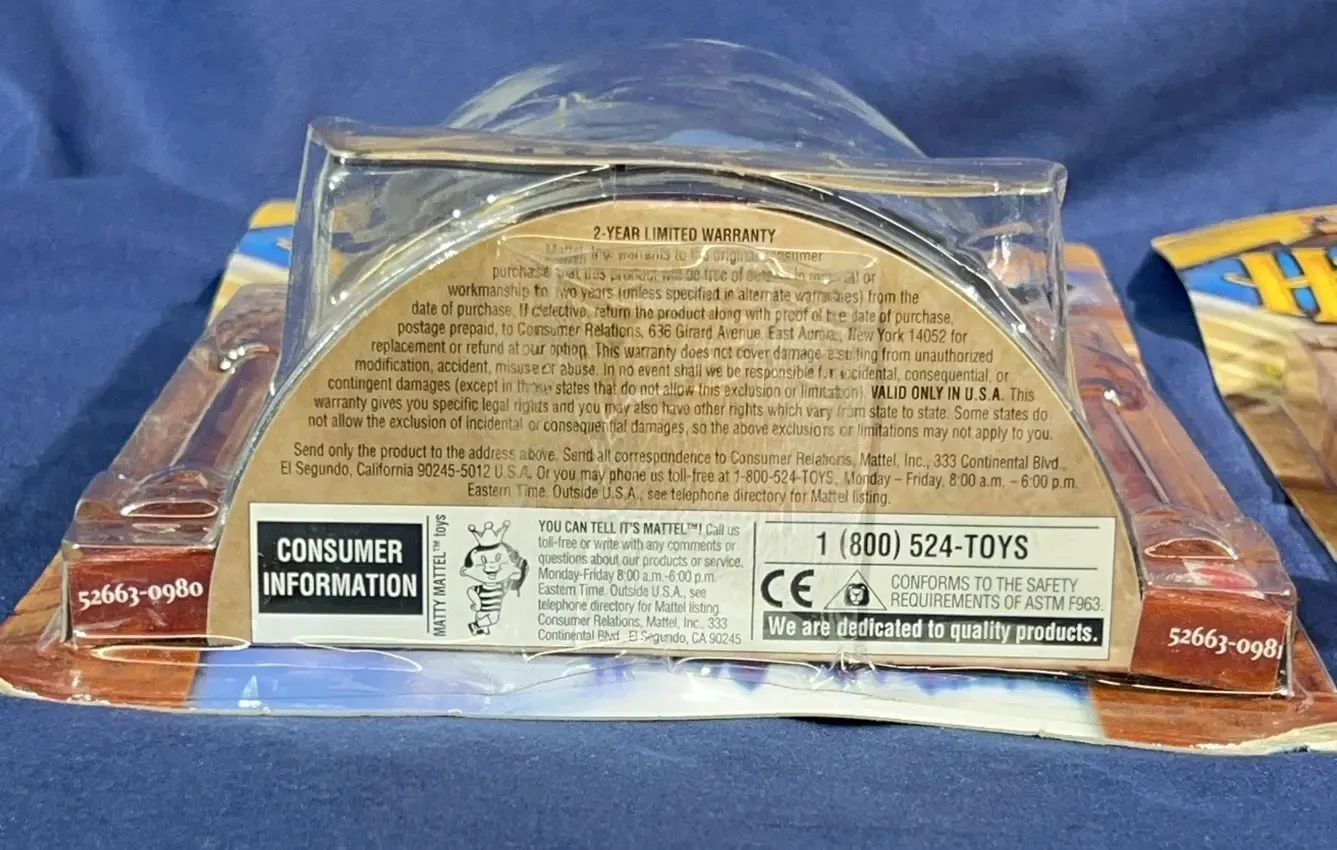 2-YEAR LIMITED WARRANTY
Mattel, Inc. warrants to the original consumer
purchaser that this product will be free of defects in material or
workmanship for two years (unless specified in alternate warranties) from the
date of purchase. If defective, return the product along with proof of the date of purchase,
postage prepaid, to Consumer Relations, 636 Girard Avenue, East Aurora, New York 14052 for
replacement or refund at our option. This warranty does not cover damage resulting from unauthorized
modification, accident, misuse or abuse. In no event shall we be responsible for incidental, consequential, or
contingent damages (except in those states that do not allow this exclusion or limitation). VALID ONLY IN U.S.A. This
warranty gives you specific legal rights and you may also have other rights which vary from state to state. Some states do
not allow the exclusion of incidental or consequential damages, so the above exclusions or limitations may not apply to you.
Send only the product to the address above. Send all correspondence to Consumer Relations, Mattel, Inc., 333 Continental Blvd.,
El Segundo, California 90245-5012 U.S.A. Or you may phone us toll-free at 1-800-524-TOYS, Monday – Friday, 8:00 a.m. – 6:00 p.m.
Eastern Time. Outside U.S.A., see telephone directory for Mattel listing.
CONSUMER
INFORMATION
MATTY MATTEL™ toys
YOU CAN TELL IT'S MATTEL™! Call us
toll-free or write with any comments or
questions about our products or service.
Monday-Friday 8:00 a.m.-6:00 p.m.
Eastern Time. Outside U.S.A., see
telephone directory for Mattel listing.
Consumer Relations, Mattel, Inc., 333
Continental Blvd., El Segundo, CA 90245
1 (800) 524-TOYS
CE
CONFORMS TO THE SAFETY
REQUIREMENTS OF ASTM F963.
We are dedicated to quality products.
52663-0980
52663-098